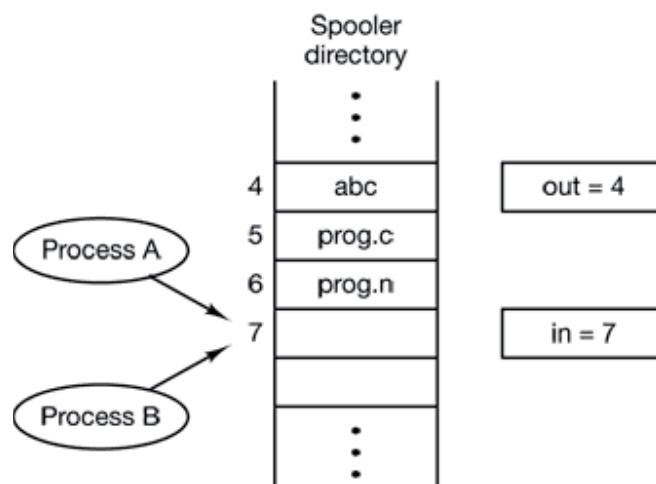 Spooler
directory
4 abc out = 4
Process A
5 prog.c
6 prog.n
7 in = 7
Process B